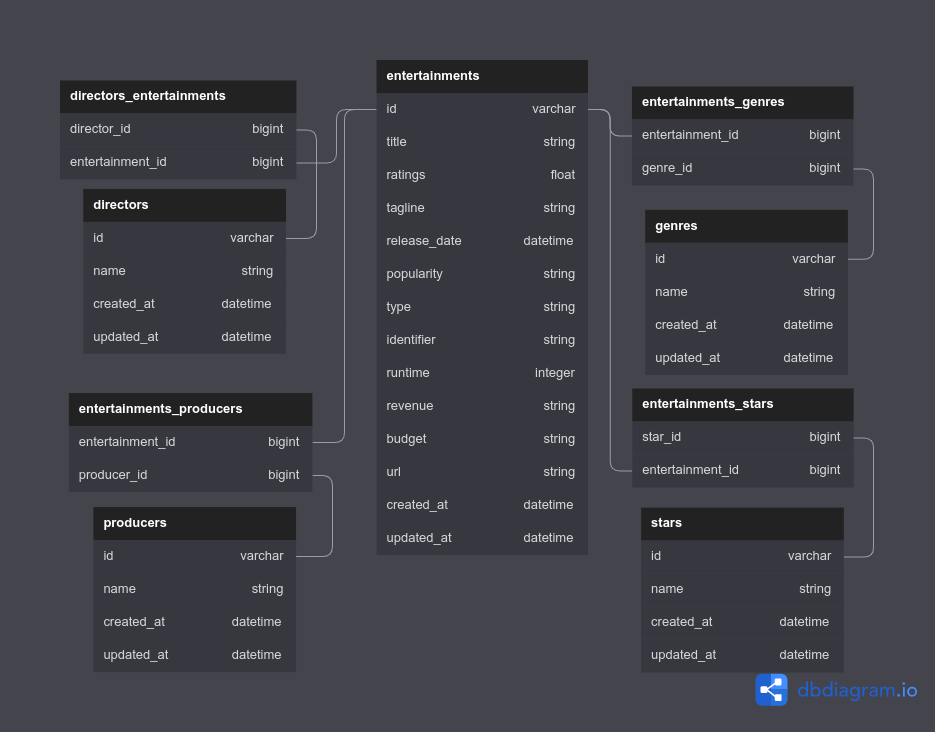 directors_entertainments
director_id bigint
entertainment_id bigint
directors
id varchar
name string
created_at datetime
updated_at datetime
entertainments_producers
entertainment_id bigint
producer_id bigint
producers
id varchar
name string
created_at datetime
updated_at datetime
entertainments
id varchar
title string
ratings float
tagline string
release_date datetime
popularity string
type string
identifier string
runtime integer
revenue string
budget string
url string
created_at datetime
updated_at datetime
entertainments_genres
entertainment_id bigint
genre_id bigint
genres
id varchar
name string
created_at datetime
updated_at datetime
entertainments_stars
star_id bigint
entertainment_id bigint
stars
id varchar
name string
created_at datetime
updated_at datetime
dbdiagram.io